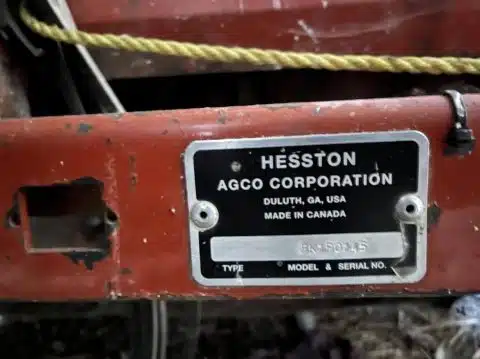 HESSTON
AGCO CORPORATION
DULUTH, GA, USA
MADE IN CANADA
TYPE MODEL & SERIAL NO.